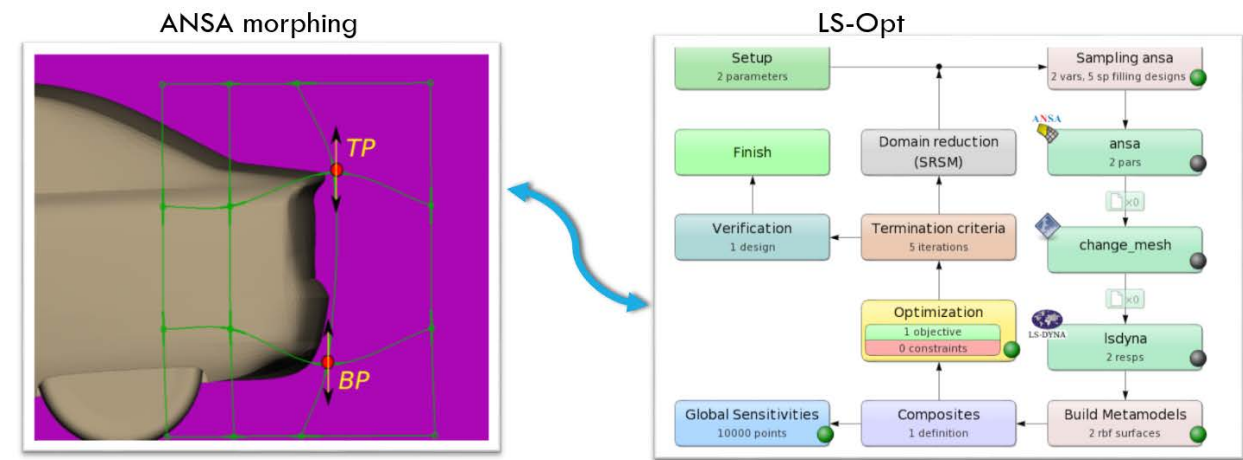 ANSA morphing
TP
BP
LS-Opt
Setup
2 parameters
Sampling ansa
2 vars, 5 sp filling designs
ANSA
Finish
Domain reduction
(SRSM)
ansa
2 pars
×0
Verification
1 design
Termination criteria
5 iterations
change_mesh
×0
Optimization
1 objective
0 constraints
LS-DYNA
lsdyna
2 resps
Global Sensitivities
10000 points
Composites
1 definition
Build Metamodels
2 rbf surfaces